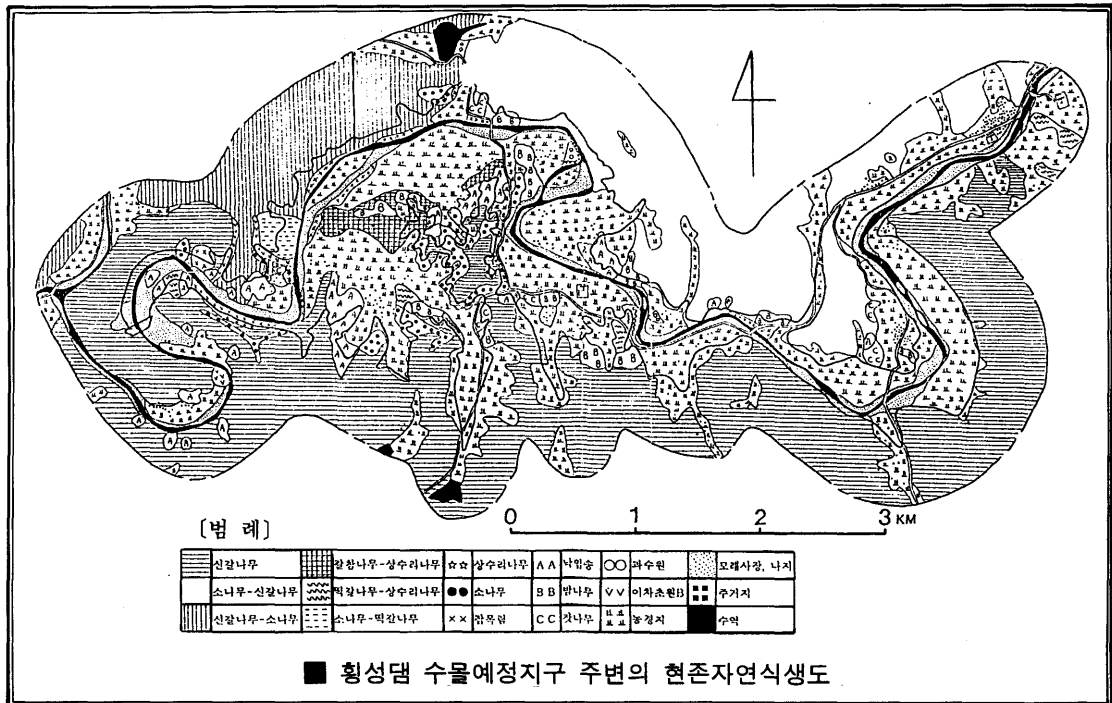 0 1 2 3 KM
[범 례]
신갈나무 갈참나무-상수리나무 상수리나무 A A 낙엽송 과수원 모래사장, 나지
소나무-신갈나무 떡갈나무-상수리나무 소나무 B B 밤나무 이차초원B 주거지
신갈나무-소나무 소나무-떡갈나무 잡목림 C C 잣나무 농경지 수역
횡성댐 수몰예정지구 주변의 현존자연식생도